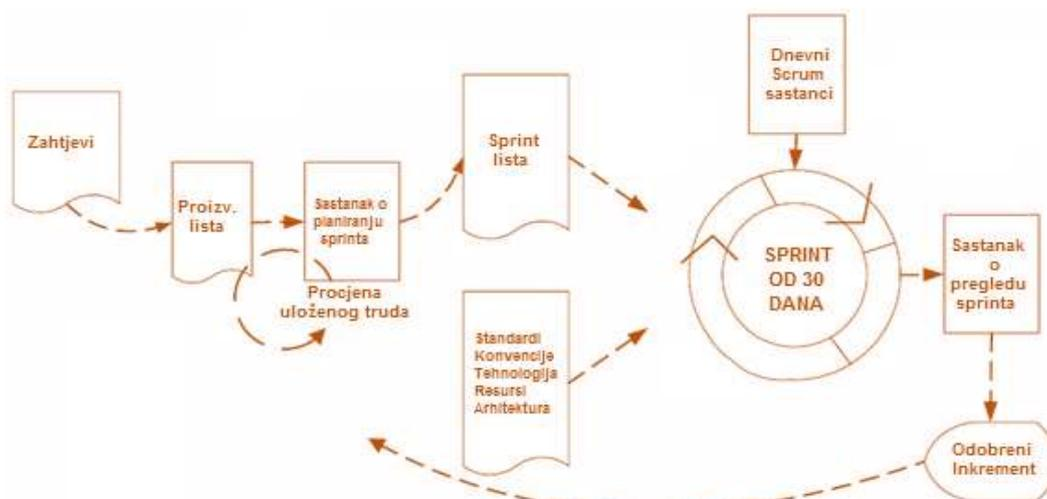 Zahtjevi
Proizv.
lista
Sastanak o
planiranju
sprinta
Procjena
uloženog truda
Sprint
lista
Standardi
Konvencije
Tehnologija
Resursi
Arhitektura
Dnevni
Scrum
sastanci
SPRINT
OD 30
DANA
Sastanak
o
pregledu
sprinta
Odobreni
Inkrement